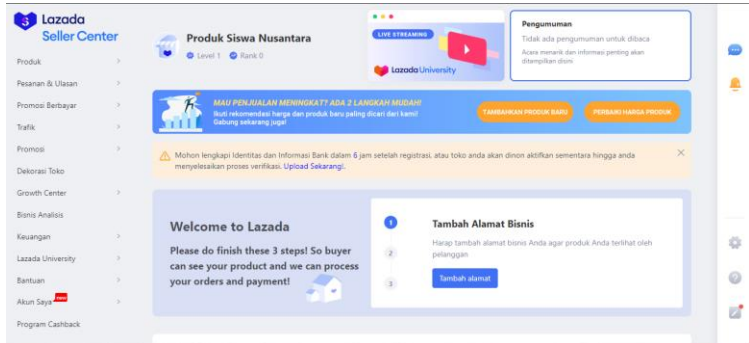 Lazada
Seller Center
Produk
Pesanan & Ulasan
Promosi Berbayar
Trafik
Promosi
Dekorasi Toko
Growth Center
Bisnis Analisis
Keuangan
Lazada University
Bantuan
Akun Saya
Program Cashback
Produk Siswa Nusantara
Level 1 Rank 0
LIVE STREAMING
Lazada University
Pengumuman
Tidak ada pengumuman untuk dibaca
Acara menarik dan informasi penting akan
ditampilkan disini
MAU PENJUALAN MENINGKAT? ADA 2 LANGKAH MUDAH!
Ikuti rekomendasi harga dan produk baru paling dicari dari kami!
Gabung sekarang juga!
TAMBAHKAN PRODUK BARU
PERBAIKI HARGA PRODUK
Mohon lengkapi Identitas dan Informasi Bank dalam 6 jam setelah registrasi, atau toko anda akan dinon aktifkan sementara hingga anda
menyelesaikan proses verifikasi. Upload Sekarang!.
Welcome to Lazada
Please do finish these 3 steps! So buyer
can see your product and we can process
your orders and payment!
1
2
3
Tambah Alamat Bisnis
Harap tambah alamat bisnis Anda agar produk Anda terlihat oleh
pelanggan
Tambah alamat